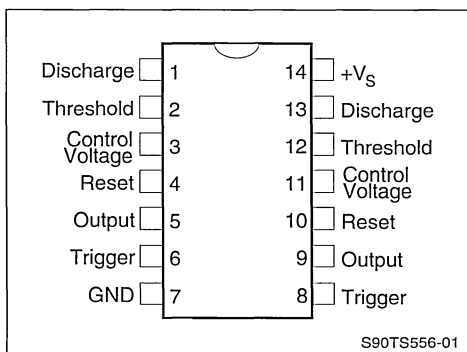 Discharge 1 14 +VS
Threshold 2 13 Discharge
Control Voltage 3 12 Threshold
Reset 4 11 Control Voltage
Output 5 10 Reset
Trigger 6 9 Output
GND 7 8 Trigger
S90TS556-01